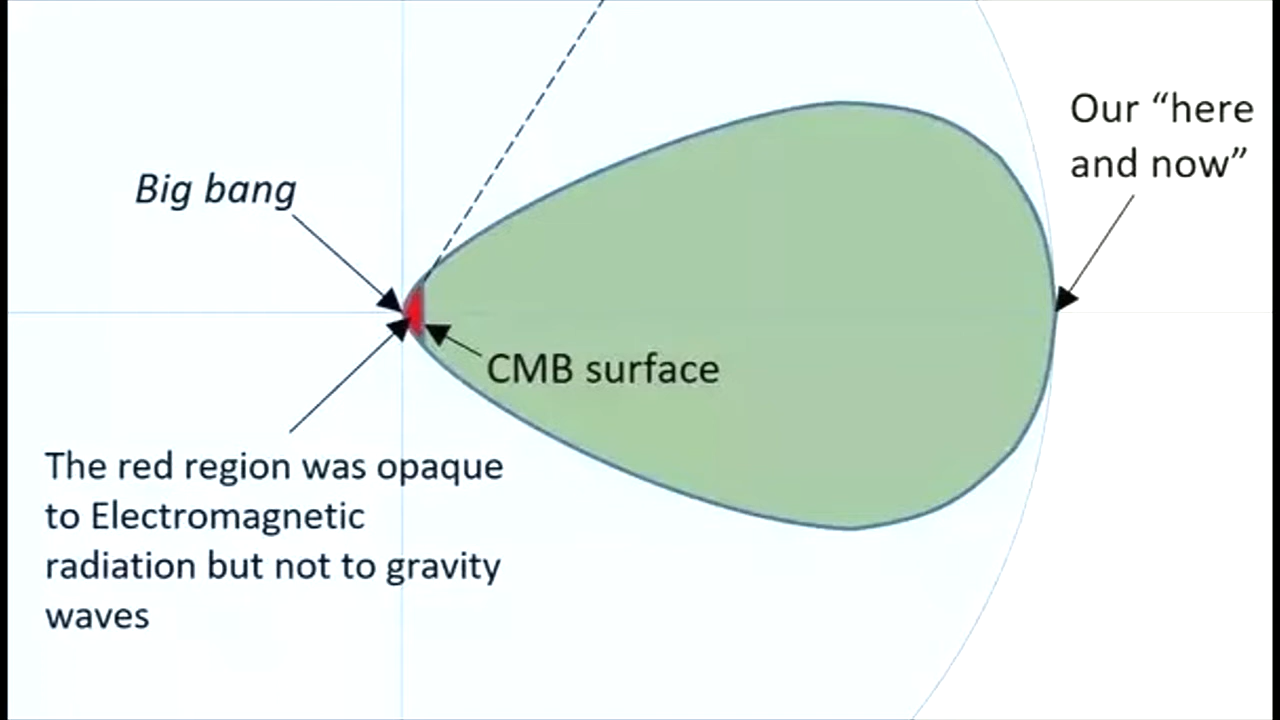 Our “here
and now”
Big bang
CMB surface
The red region was opaque
to Electromagnetic
radiation but not to gravity
waves